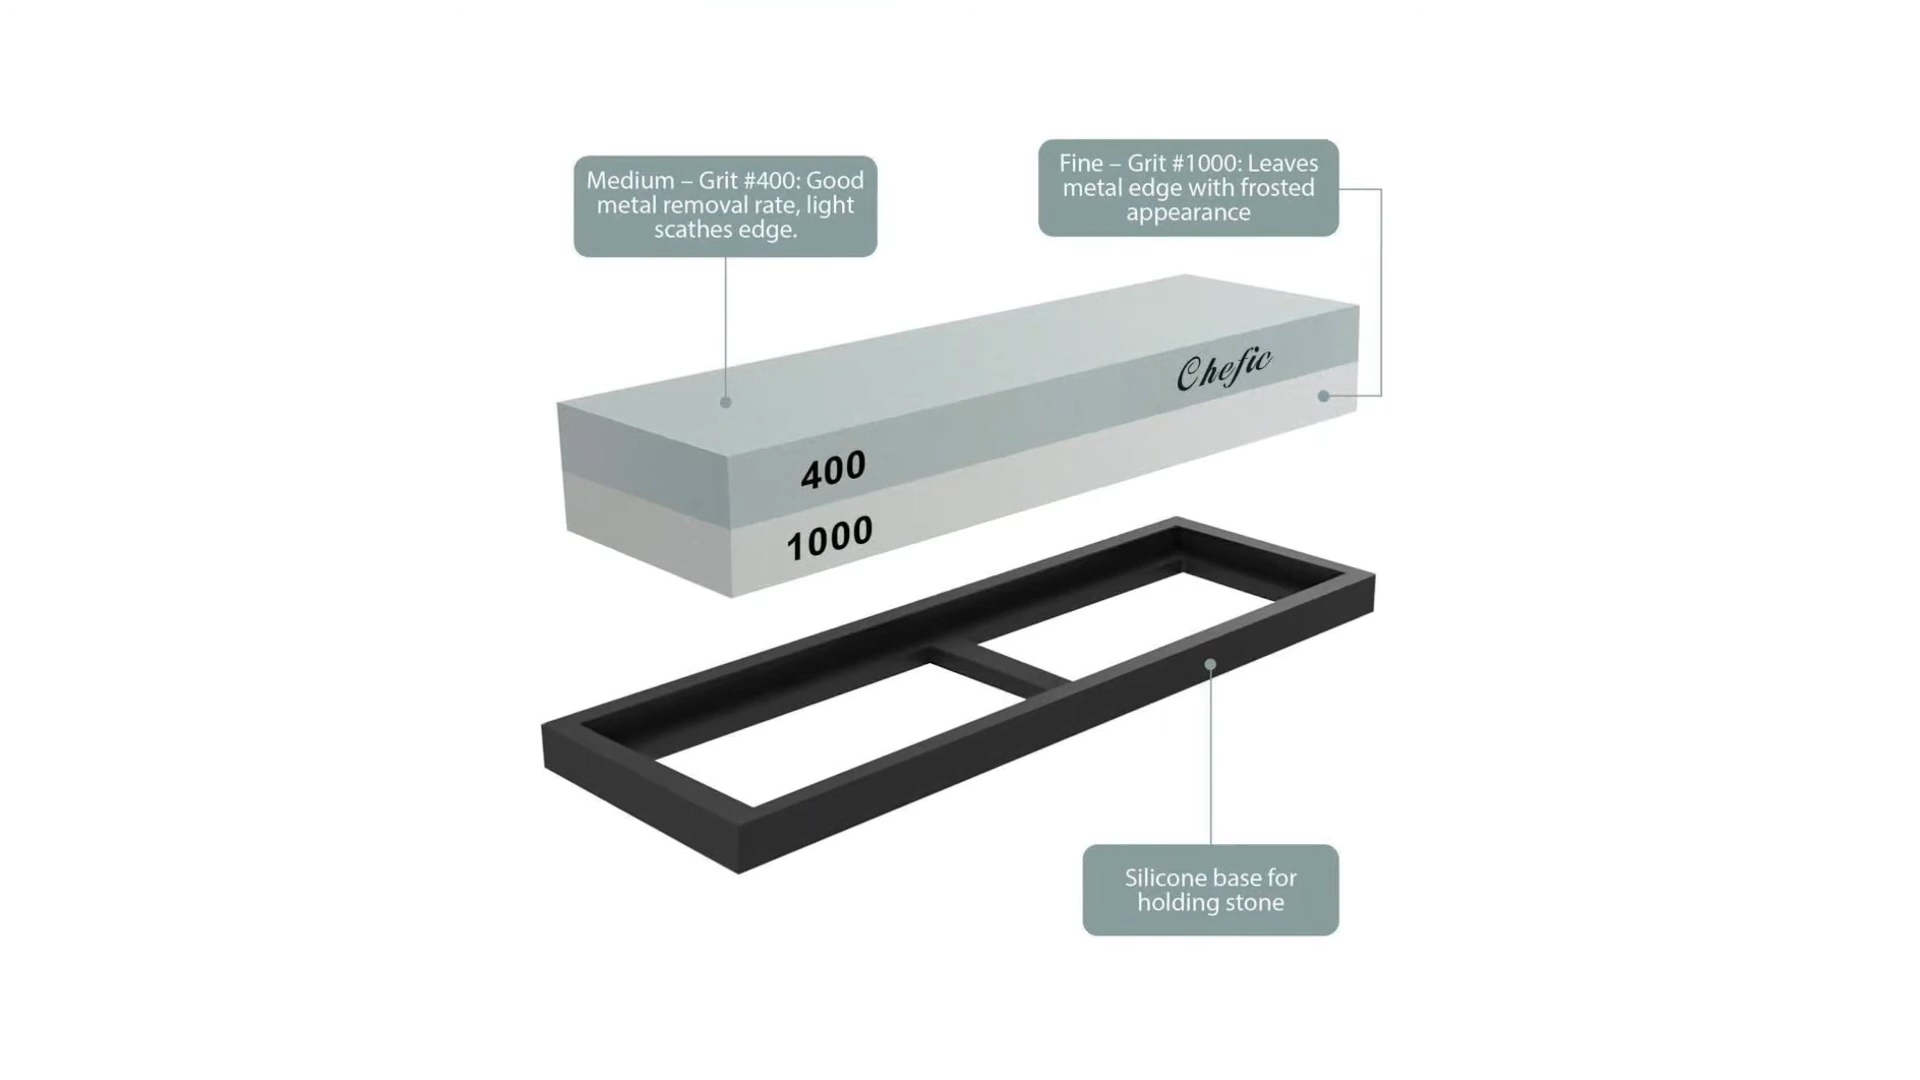 Medium – Grit #400: Good
metal removal rate, light
scathes edge.
Fine – Grit #1000: Leaves
metal edge with frosted
appearance
Chefic
400
1000
Silicone base for
holding stone